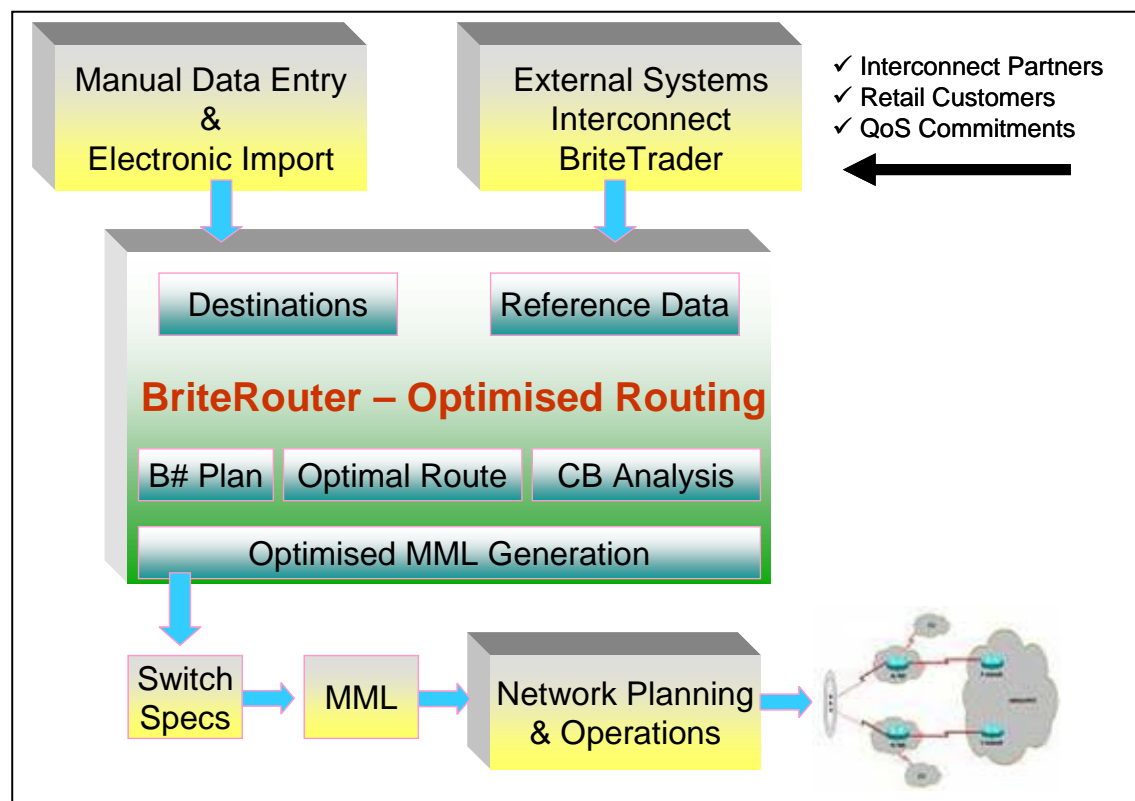 Manual Data Entry
&
Electronic Import
External Systems
Interconnect
BriteTrader
✓ Interconnect Partners
✓ Retail Customers
✓ QoS Commitments
Destinations
Reference Data
BriteRouter – Optimised Routing
B# Plan
Optimal Route
CB Analysis
Optimised MML Generation
Switch
Specs
MML
Network Planning
& Operations